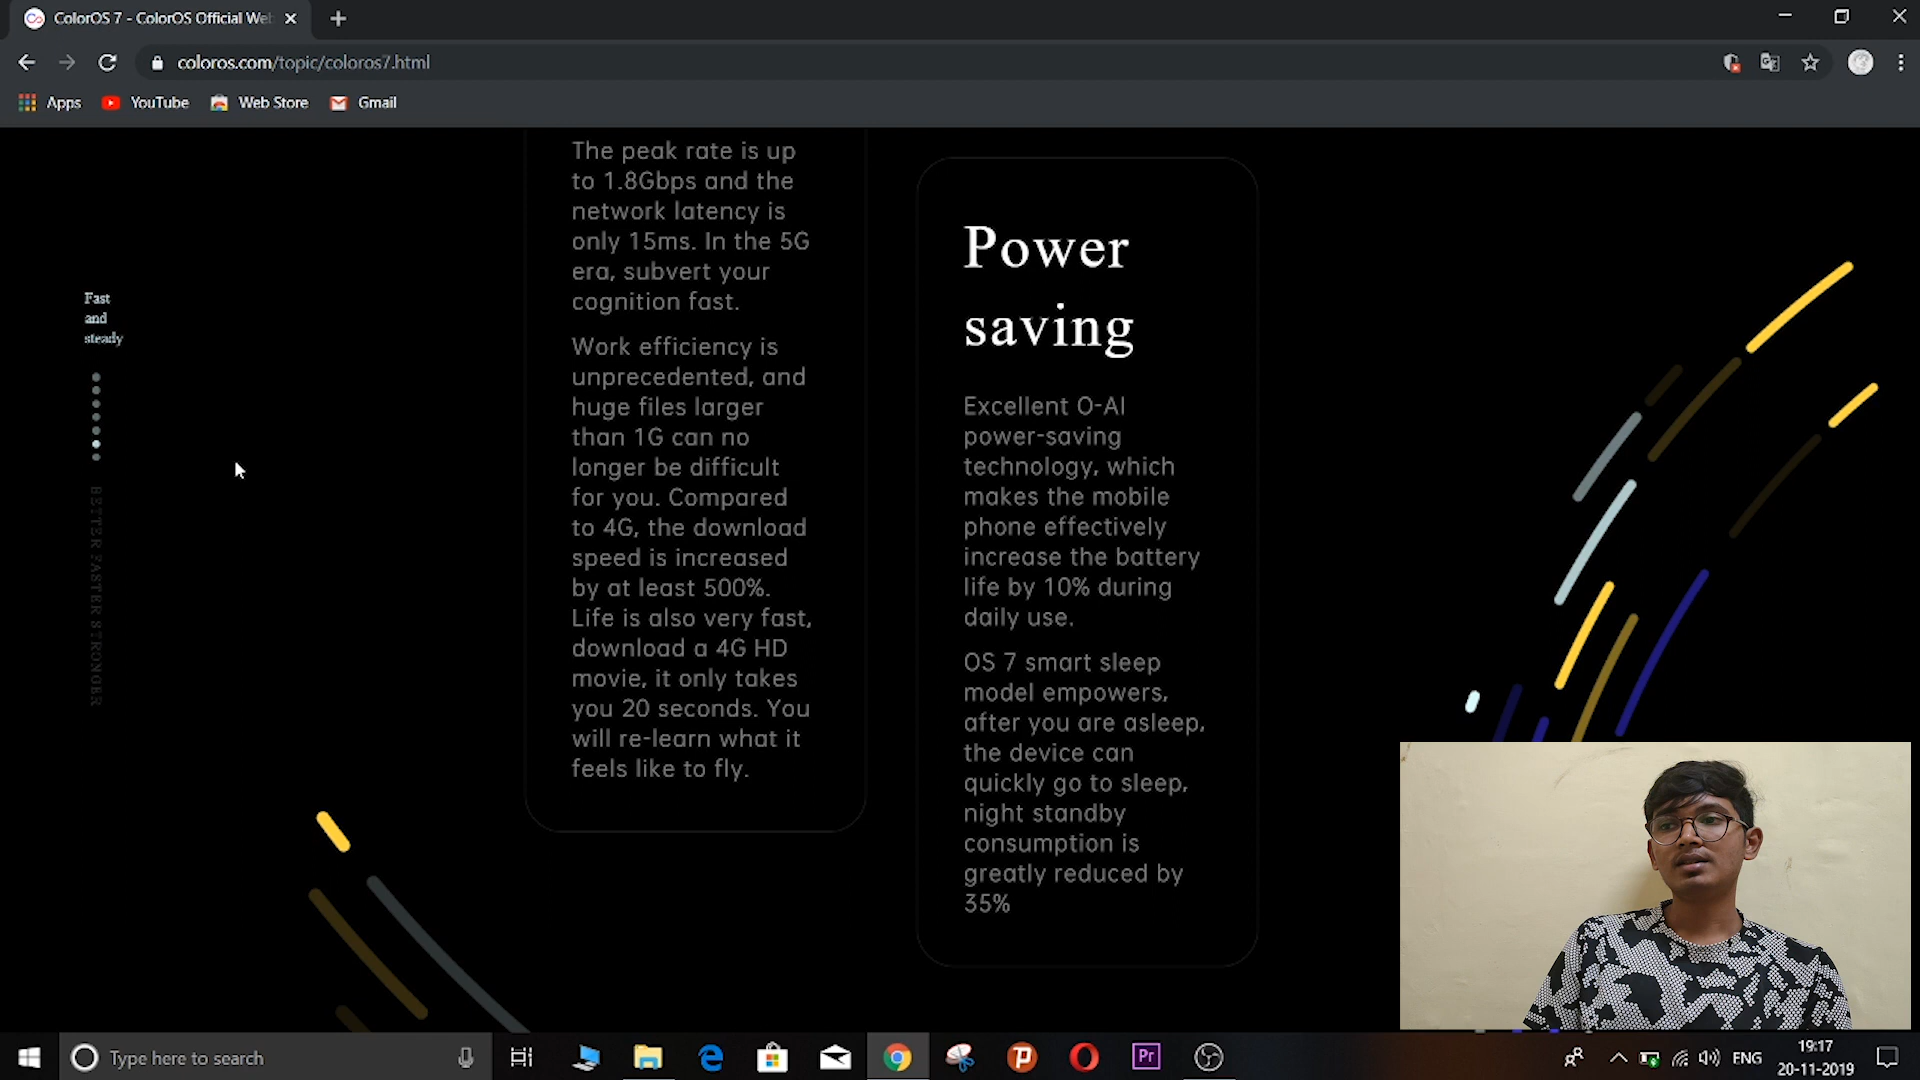 ColorOS 7 - ColorOS Official Web
coloros.com/topic/coloros7.html
Apps
YouTube
Web Store
Gmail
Fast
and
steady
BETTER FASTER STRONGER
The peak rate is up
to 1.8Gbps and the
network latency is
only 15ms. In the 5G
era, subvert your
cognition fast.
Work efficiency is
unprecedented, and
huge files larger
than 1G can no
longer be difficult
for you. Compared
to 4G, the download
speed is increased
by at least 500%.
Life is also very fast,
download a 4G HD
movie, it only takes
you 20 seconds. You
will re-learn what it
feels like to fly.
Power
saving
Excellent O-AI
power-saving
technology, which
makes the mobile
phone effectively
increase the battery
life by 10% during
daily use.
OS 7 smart sleep
model empowers,
after you are asleep,
the device can
quickly go to sleep,
night standby
consumption is
greatly reduced by
35%
Type here to search
Pr
ENG
19:17
20-11-2019